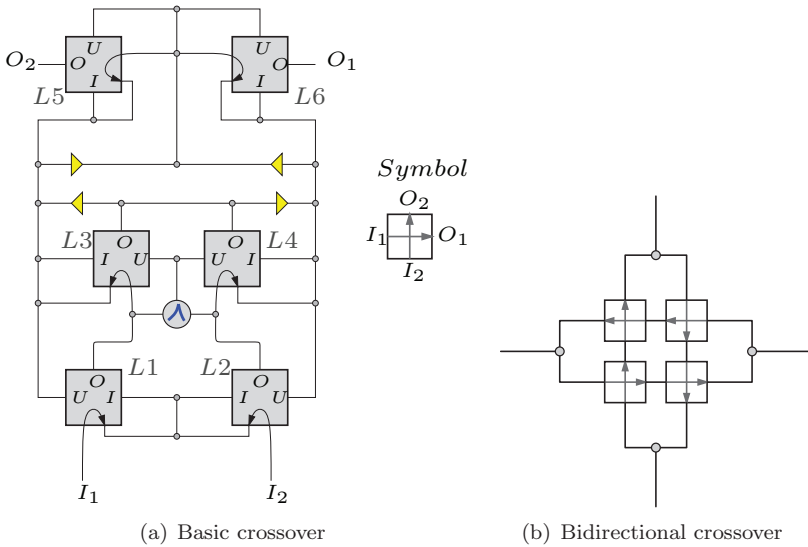 U U
O₂ O O O₁
I I
L5 L6
Symbol
O₂
I₁ O₁
I₂
L3 O O L4
I U U I
L1 L2
O O
U I I U
I₁ I₂
(a) Basic crossover
(b) Bidirectional crossover